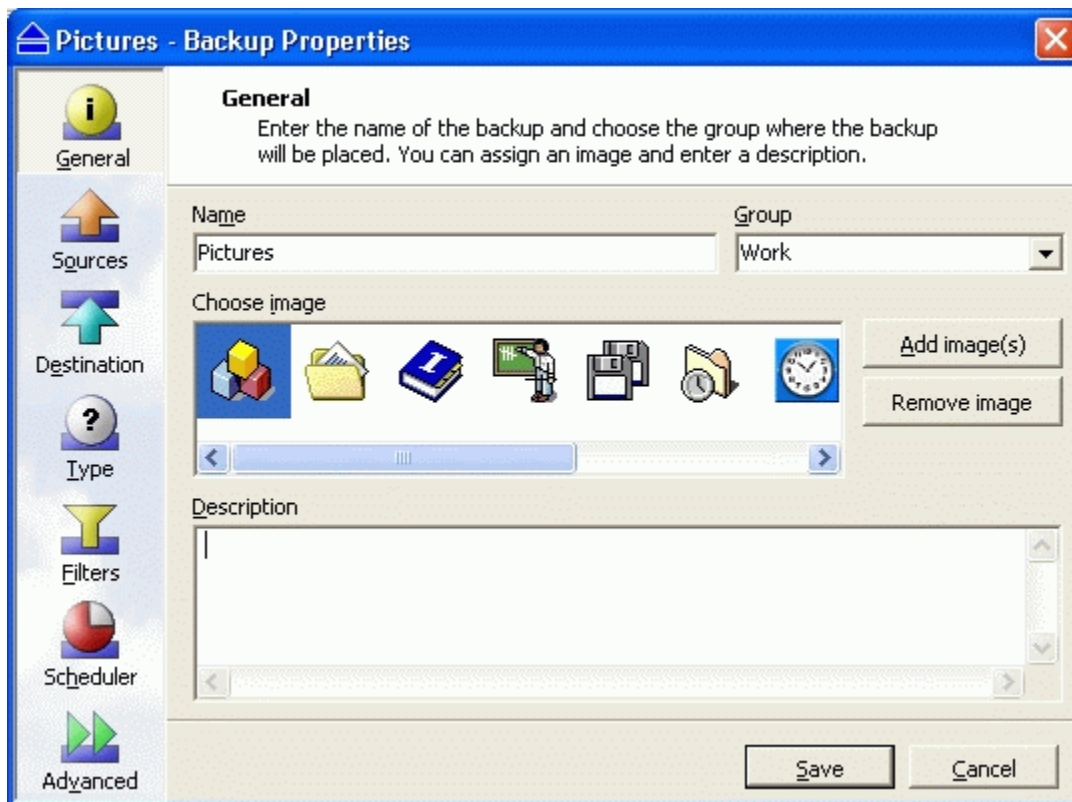 Pictures - Backup Properties
General
Enter the name of the backup and choose the group where the backup
will be placed. You can assign an image and enter a description.
General
Sources
Destination
Type
Filters
Scheduler
Advanced
Name
Group
Pictures
Work
Choose image
Add image(s)
Remove image
Description
Save
Cancel